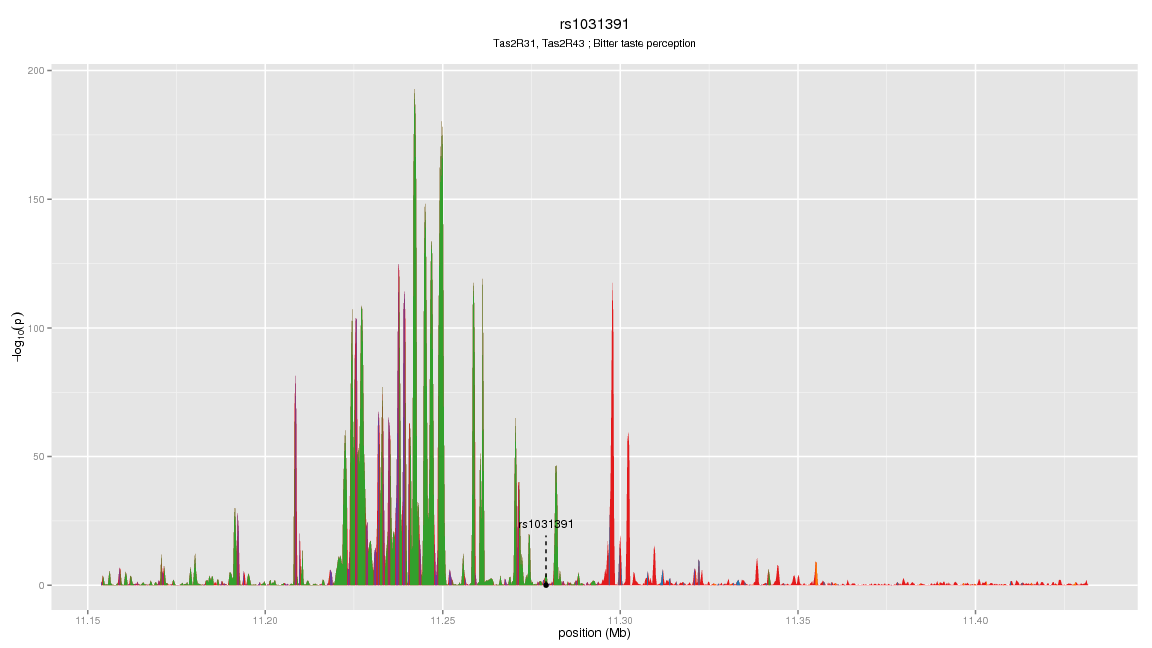 rs1031391
Tas2R31, Tas2R43 ; Bitter taste perception
200
150
100
50
0
−log10(p)
rs1031391
11.15 11.20 11.25 11.30 11.35 11.40
position (Mb)